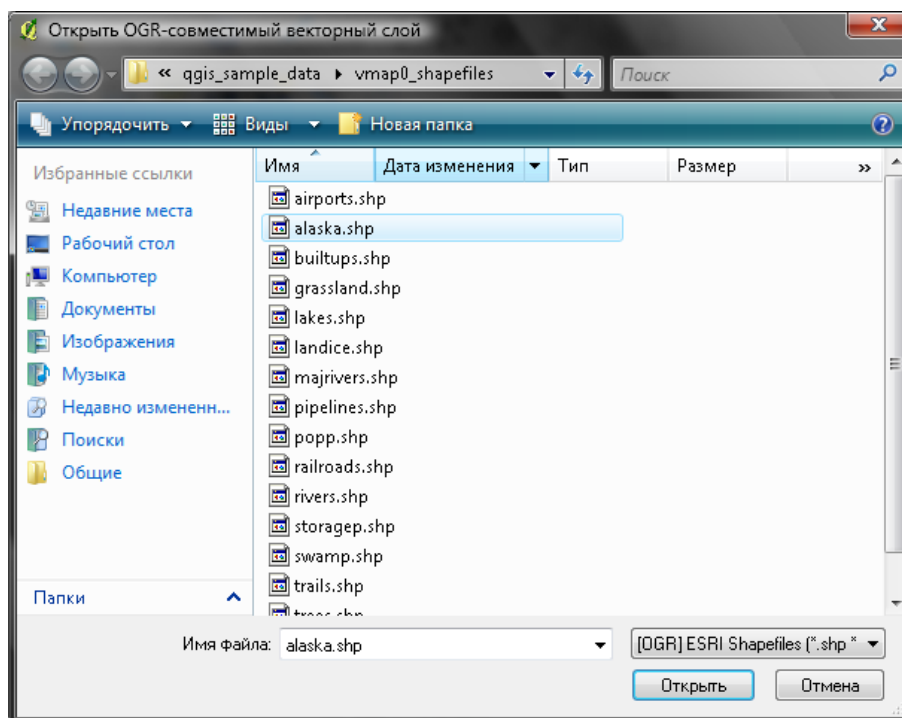 Открыть OGR-совместимый векторный слой
« qgis_sample_data ▸ vmap0_shapefiles
Поиск
Упорядочить
Виды
Новая папка
Избранные ссылки
Недавние места
Рабочий стол
Компьютер
Документы
Изображения
Музыка
Недавно измененн...
Поиски
Общие
Папки
Имя Дата изменения Тип Размер »
airports.shp
alaska.shp
builtups.shp
grassland.shp
lakes.shp
landice.shp
majrivers.shp
pipelines.shp
popp.shp
railroads.shp
rivers.shp
storagep.shp
swamp.shp
trails.shp
Имя файла: alaska.shp
[OGR] ESRI Shapefiles (*.shp *
Открыть
Отмена